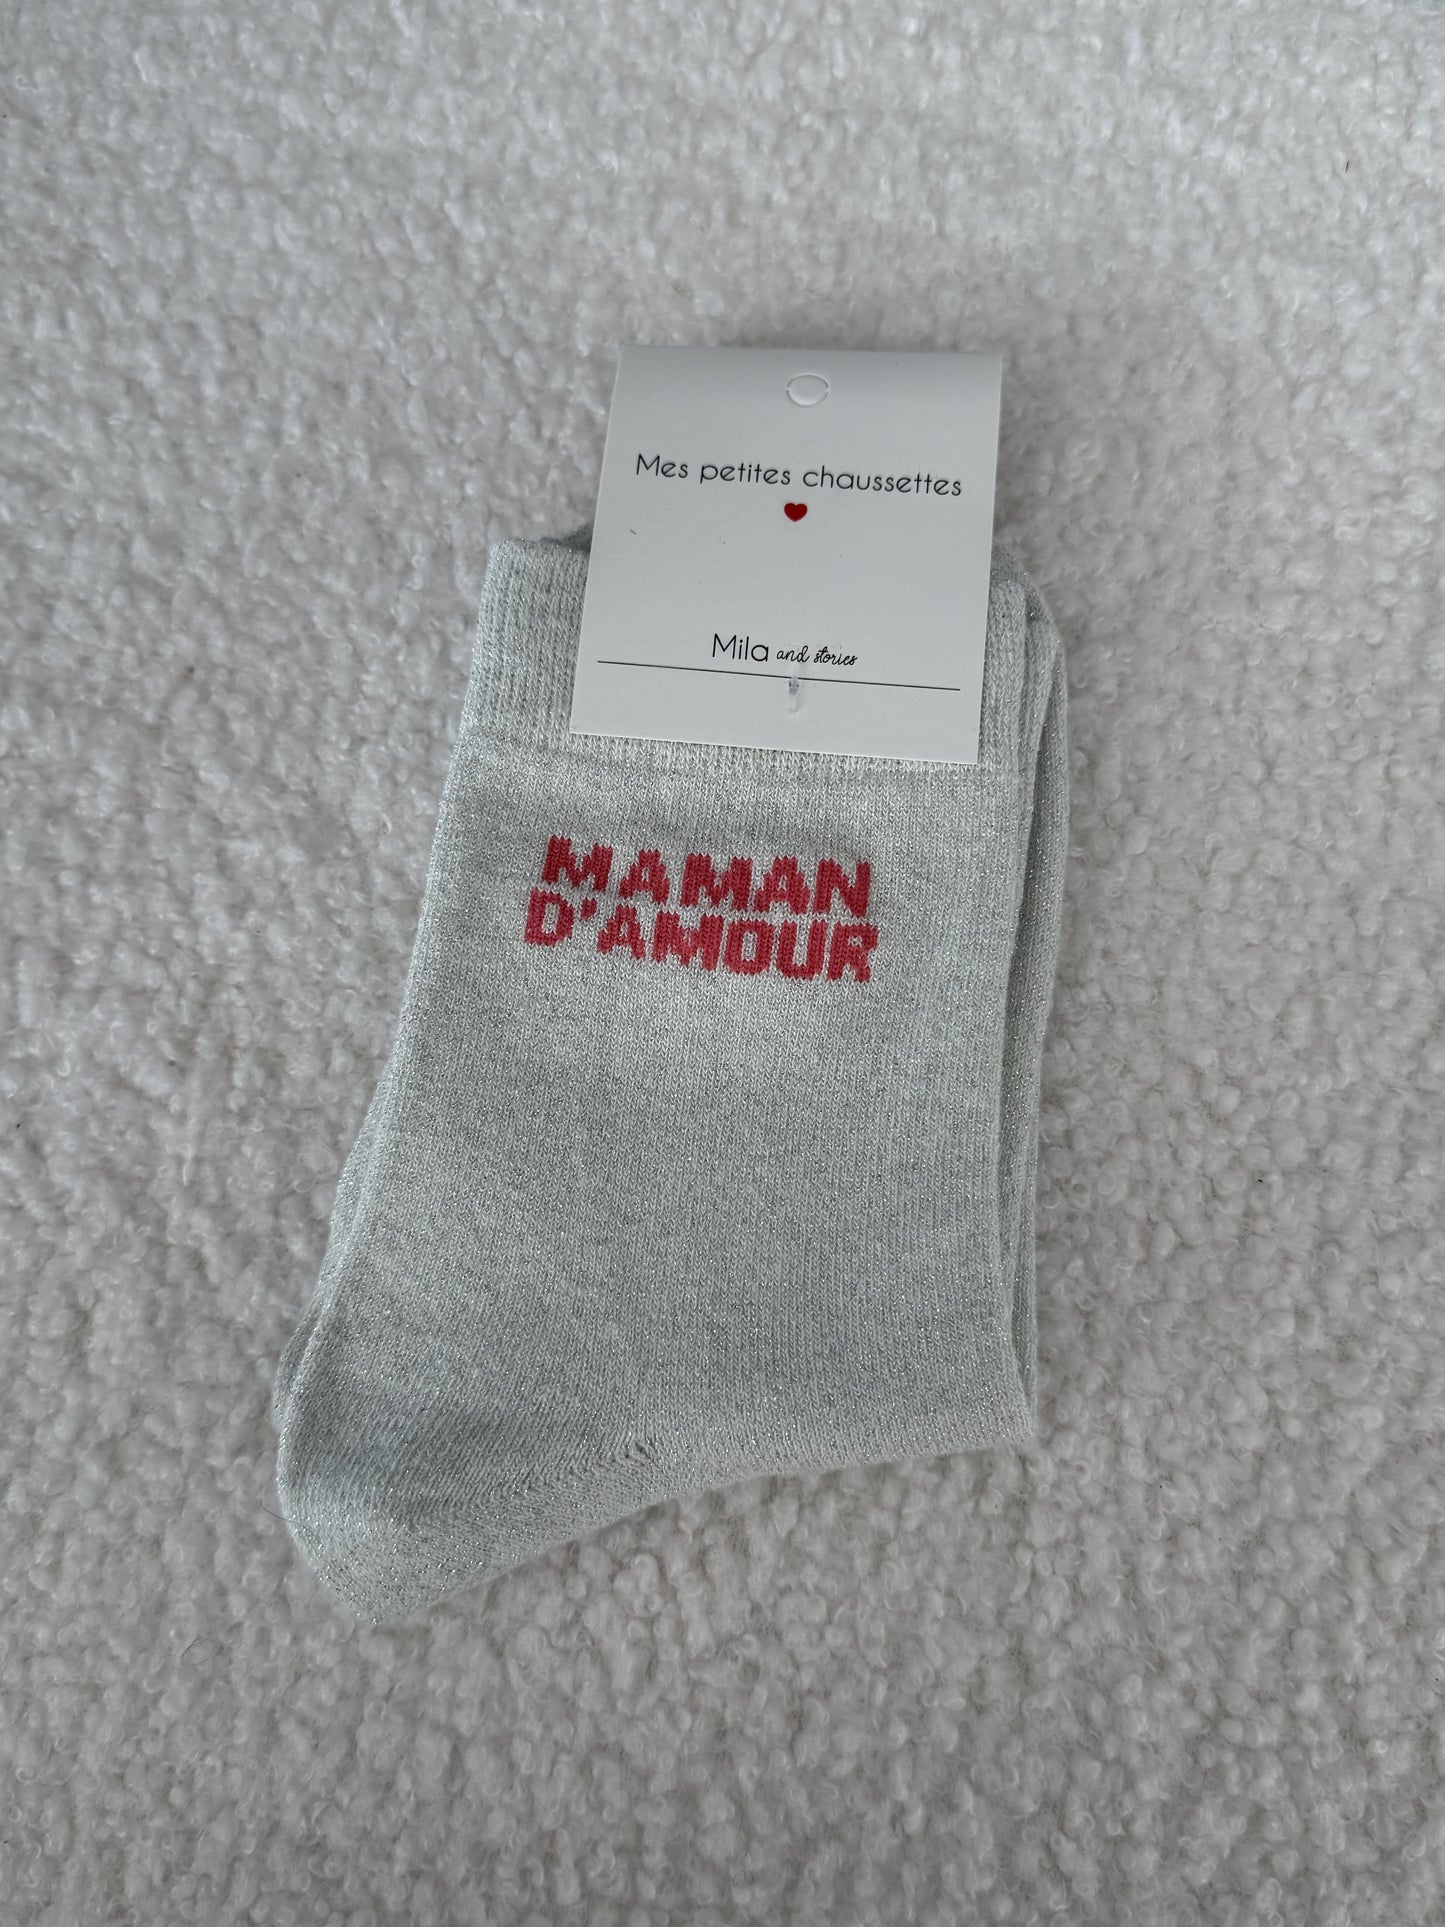 Mes petites chaussettes
Mila and stories
MAMAN
D'AMOUR